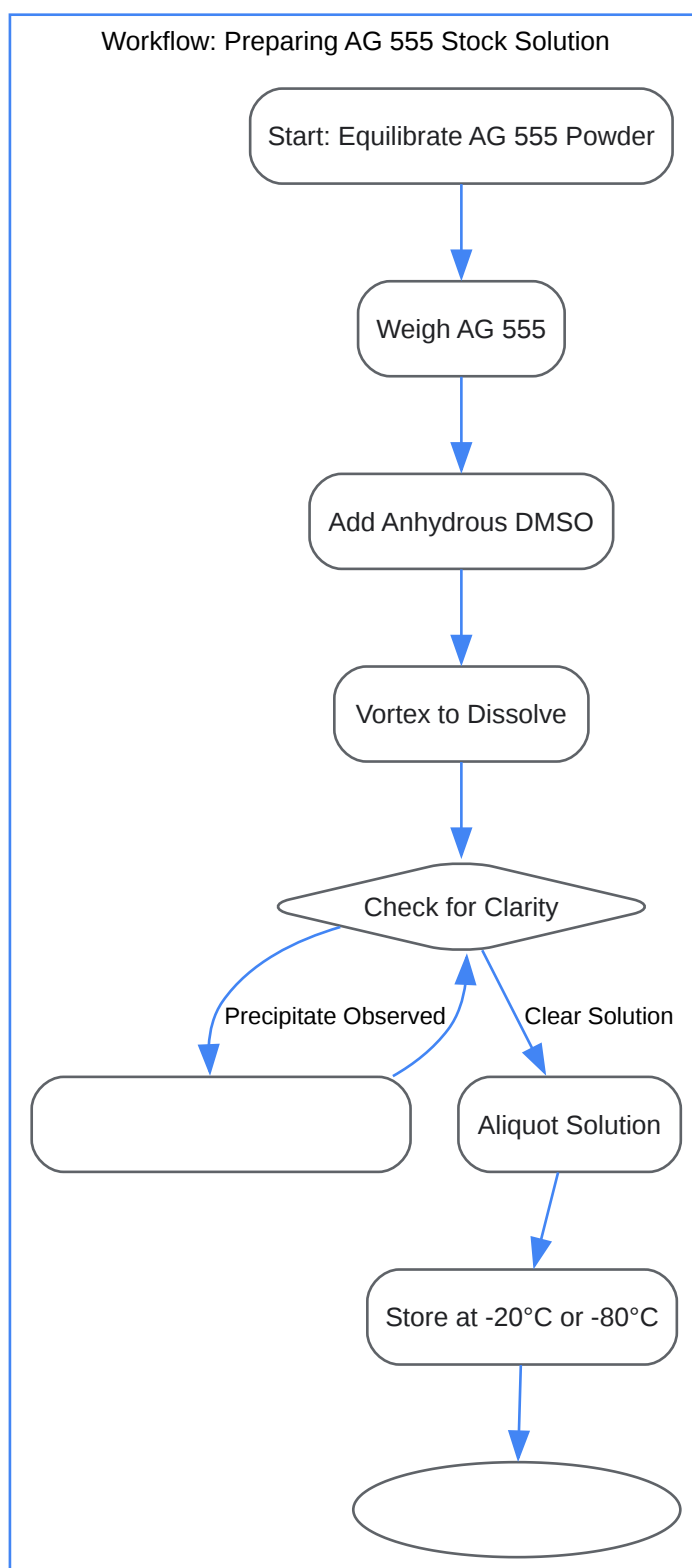 Workflow: Preparing AG 555 Stock Solution
Start: Equilibrate AG 555 Powder
Weigh AG 555
Add Anhydrous DMSO
Vortex to Dissolve
Check for Clarity
Precipitate Observed
Clear Solution
Aliquot Solution
Store at -20°C or -80°C